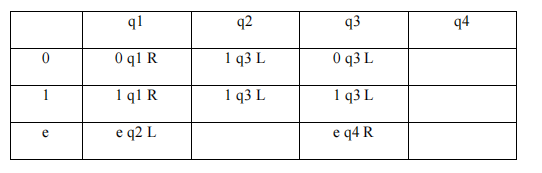 q1 q2 q3 q4
0 0 q1 R 1 q3 L 0 q3 L
1 1 q1 R 1 q3 L 1 q3 L
e e q2 L e q4 R